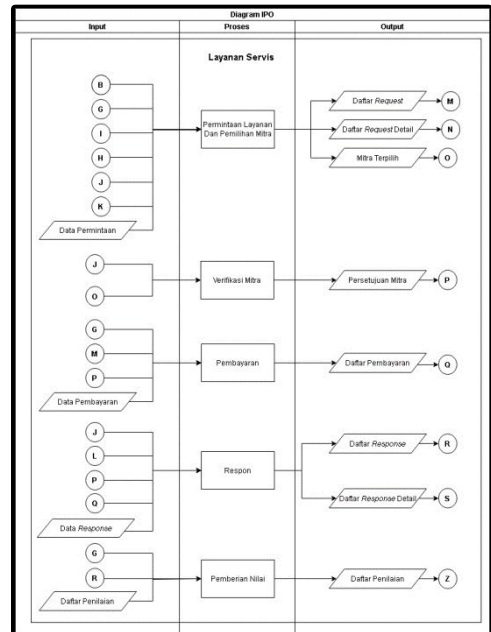 Diagram IPO
Input
Proses
Output
Layanan Servis
B
G
I
H
J
K
Data Permintaan
Permintaan Layanan
Dan Pemilihan Mitra
Daftar Request
M
Daftar Request Detail
N
Mitra Terpilih
O
J
O
Verifikasi Mitra
Persetujuan Mitra
P
G
M
P
Data Pembayaran
Pembayaran
Daftar Pembayaran
Q
J
L
P
Q
Data Response
Respon
Daftar Response
R
Daftar Response Detail
S
G
R
Daftar Penilaian
Pemberian Nilai
Daftar Penilaian
Z